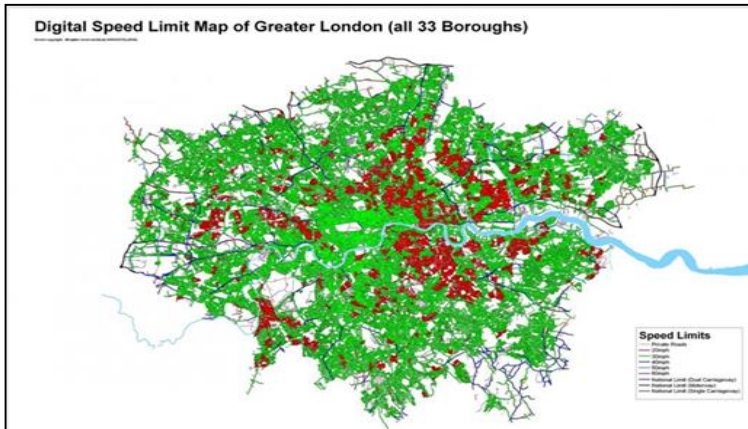 Digital Speed Limit Map of Greater London (all 33 Boroughs)
Speed Limits
Private Roads
20mph
30mph
40mph
50mph
60mph
National Limit (Dual Carriageway)
National Limit (Motorway)
National Limit (Single Carriageway)